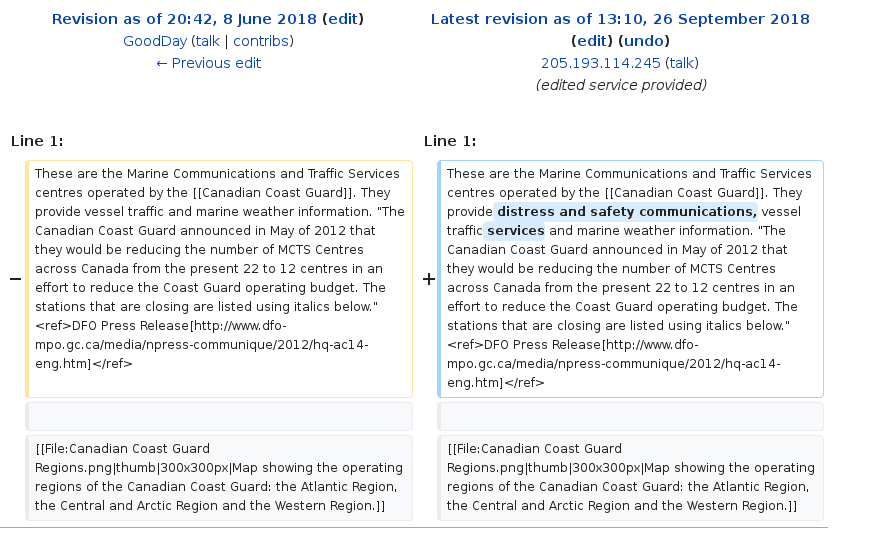 Revision as of 20:42, 8 June 2018 (edit)
GoodDay (talk | contribs)
← Previous edit
Latest revision as of 13:10, 26 September 2018
(edit) (undo)
205.193.114.245 (talk)
(edited service provided)
Line 1:
Line 1:
−
These are the Marine Communications and Traffic Services
centres operated by the [[Canadian Coast Guard]]. They
provide vessel traffic and marine weather information. "The
Canadian Coast Guard announced in May of 2012 that
they would be reducing the number of MCTS Centres
across Canada from the present 22 to 12 centres in an
effort to reduce the Coast Guard operating budget. The
stations that are closing are listed using italics below."
<ref>DFO Press Release[http://www.dfo-
mpo.gc.ca/media/npress-communique/2012/hq-ac14-
eng.htm]</ref>
+
These are the Marine Communications and Traffic Services
centres operated by the [[Canadian Coast Guard]]. They
provide distress and safety communications, vessel
traffic services and marine weather information. "The
Canadian Coast Guard announced in May of 2012 that
they would be reducing the number of MCTS Centres
across Canada from the present 22 to 12 centres in an
effort to reduce the Coast Guard operating budget. The
stations that are closing are listed using italics below."
<ref>DFO Press Release[http://www.dfo-
mpo.gc.ca/media/npress-communique/2012/hq-ac14-
eng.htm]</ref>
[[File:Canadian Coast Guard
Regions.png|thumb|300x300px|Map showing the operating
regions of the Canadian Coast Guard: the Atlantic Region,
the Central and Arctic Region and the Western Region.]]
[[File:Canadian Coast Guard
Regions.png|thumb|300x300px|Map showing the operating
regions of the Canadian Coast Guard: the Atlantic Region,
the Central and Arctic Region and the Western Region.]]